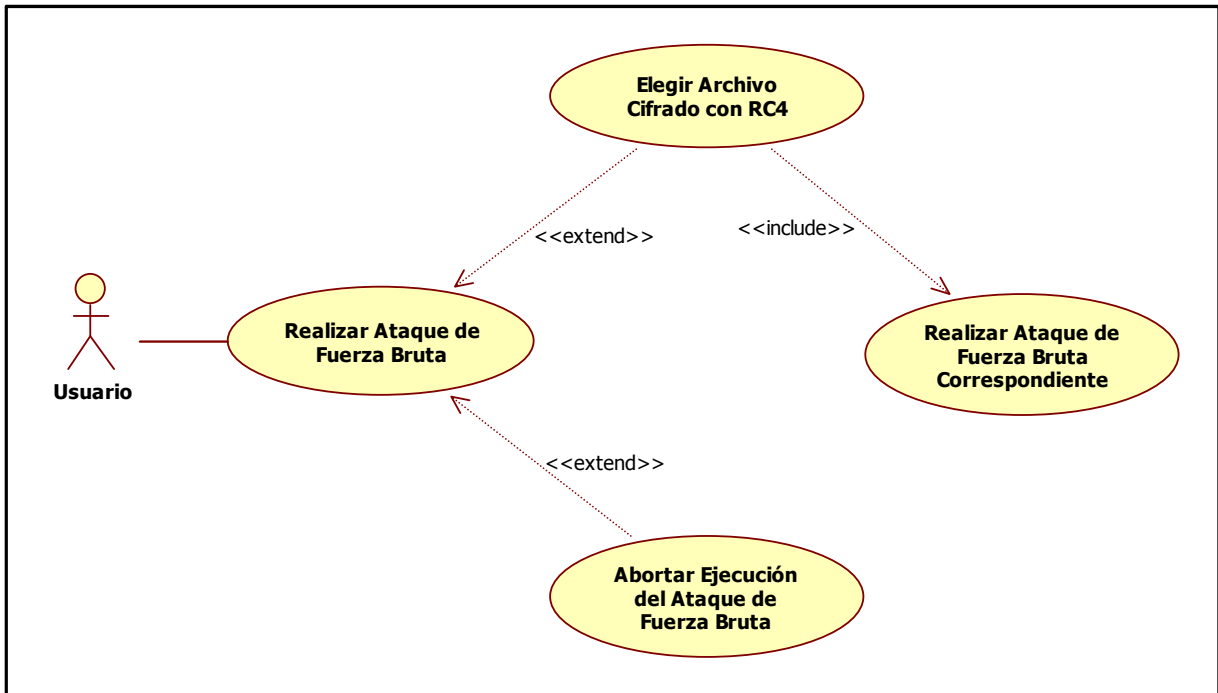 Elegir Archivo
Cifrado con RC4
<<extend>>
<<include>>
Realizar Ataque de
Fuerza Bruta
Realizar Ataque de
Fuerza Bruta
Correspondiente
Usuario
<<extend>>
Abortar Ejecución
del Ataque de
Fuerza Bruta